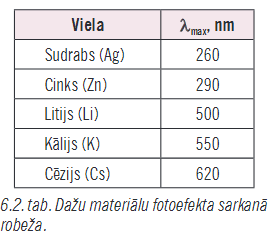 Viela λmax, nm
Sudrabs (Ag) 260
Cinks (Zn) 290
Litijs (Li) 500
Kālijs (K) 550
Cēzijs (Cs) 620
6.2. tab. Dažu materiālu fotoefekta sarkanā
robeža.